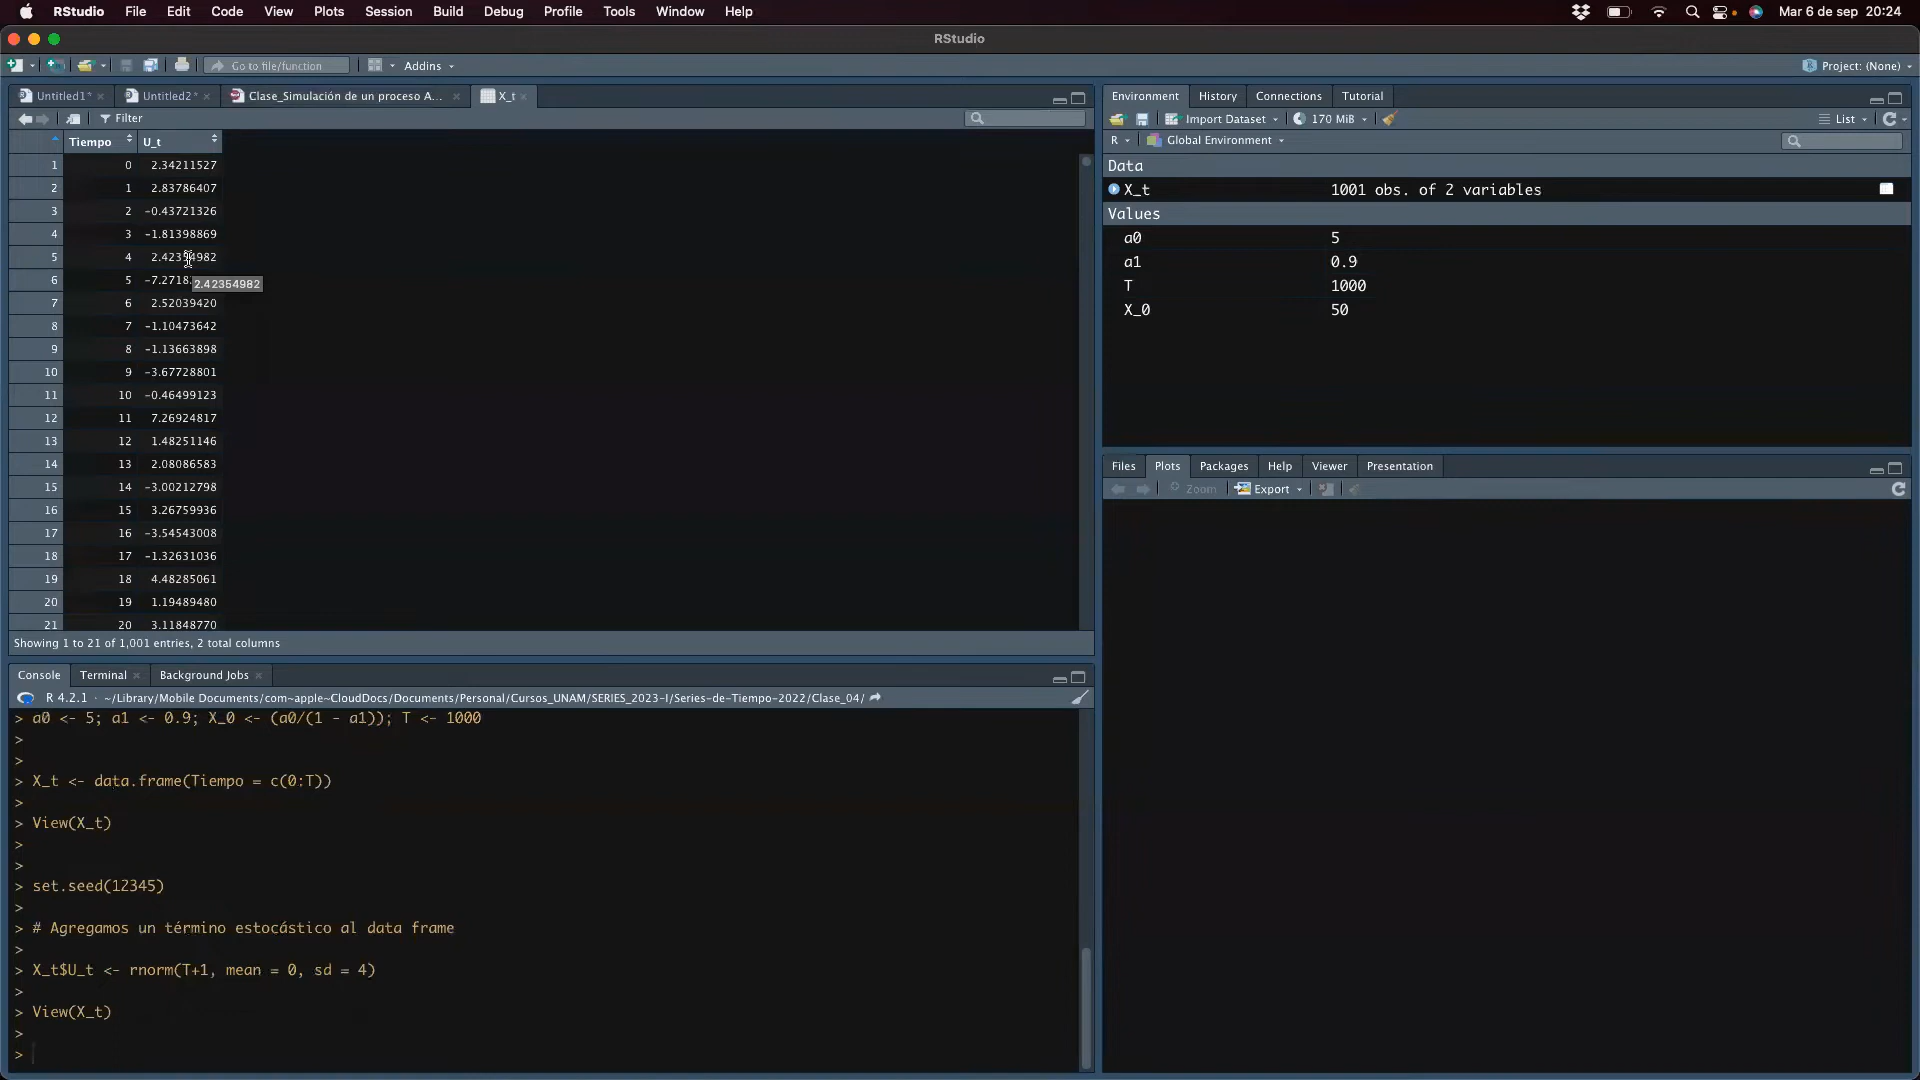 RStudio File Edit Code View Plots Session Build Debug Profile Tools Window Help Mar 6 de sep 20:24
RStudio
Go to file/function Addins Project: (None)
Untitled1* Untitled2* Clase_Simulación de un proceso A... X_t
Filter
Tiempo U_t
1 0 2.34211527
2 1 2.83786407
3 2 -0.43721326
4 3 -1.81398869
5 4 2.42354982
6 5 -7.2718
2.42354982
7 6 2.52039420
8 7 -1.10473642
9 8 -1.13663898
10 9 -3.67728801
11 10 -0.46499123
12 11 7.26924817
13 12 1.48251146
14 13 2.08086583
15 14 -3.00212798
16 15 3.26759936
17 16 -3.54543008
18 17 -1.32631036
19 18 4.48285061
20 19 1.19489480
21 20 3.11848770
Showing 1 to 21 of 1,001 entries, 2 total columns
Console Terminal Background Jobs
R 4.2.1 · ~/Library/Mobile Documents/com~apple~CloudDocs/Documents/Personal/Cursos_UNAM/SERIES_2023-I/Series-de-Tiempo-2022/Clase_04/
> a0 <- 5; a1 <- 0.9; X_0 <- (a0/(1 - a1)); T <- 1000
>
>
> X_t <- data.frame(Tiempo = c(0:T))
>
> View(X_t)
>
>
> set.seed(12345)
>
> # Agregamos un término estocástico al data frame
>
> X_t$U_t <- rnorm(T+1, mean = 0, sd = 4)
>
> View(X_t)
>
>
Environment History Connections Tutorial
Import Dataset 170 MiB List
R Global Environment
Data
X_t 1001 obs. of 2 variables
Values
a0 5
a1 0.9
T 1000
X_0 50
Files Plots Packages Help Viewer Presentation
Zoom Export